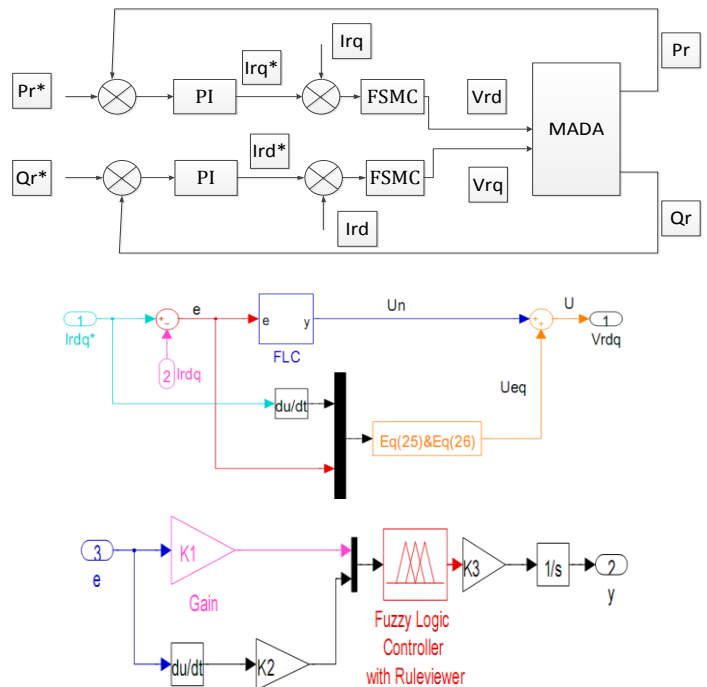 Pr*
PI
Irq*
Irq
FSMC
Vrd
MADA
Pr
Qr*
PI
Ird*
Ird
FSMC
Vrq
Qr
1
Irdq*
e
2
Irdq
e y
FLC
Un
du/dt
Eq(25)&Eq(26)
Ueq
U
1
Vrdq
3
e
K1
Gain
du/dt
K2
Fuzzy Logic
Controller
with Ruleviewer
K3
1/s
2
y